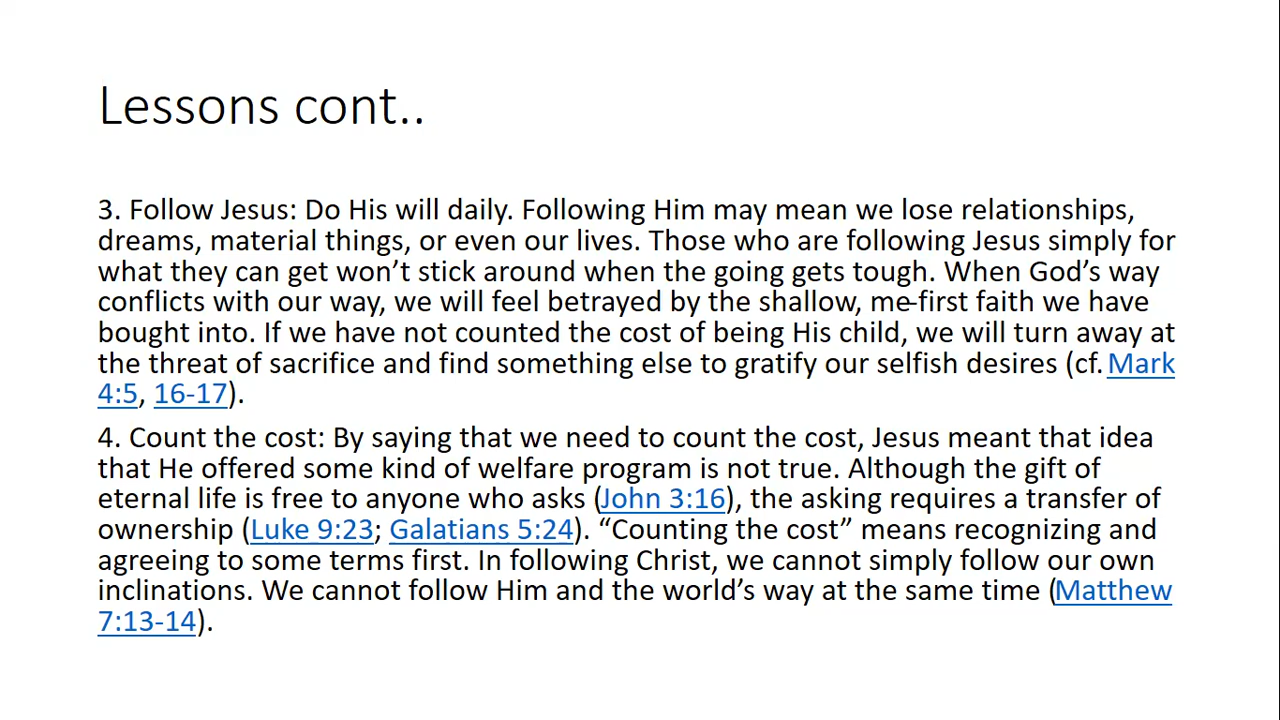 Lessons cont..
3. Follow Jesus: Do His will daily. Following Him may mean we lose relationships,
dreams, material things, or even our lives. Those who are following Jesus simply for
what they can get won’t stick around when the going gets tough. When God’s way
conflicts with our way, we will feel betrayed by the shallow, me-first faith we have
bought into. If we have not counted the cost of being His child, we will turn away at
the threat of sacrifice and find something else to gratify our selfish desires (cf. Mark
4:5, 16-17).
4. Count the cost: By saying that we need to count the cost, Jesus meant that idea
that He offered some kind of welfare program is not true. Although the gift of
eternal life is free to anyone who asks (John 3:16), the asking requires a transfer of
ownership (Luke 9:23; Galatians 5:24). “Counting the cost” means recognizing and
agreeing to some terms first. In following Christ, we cannot simply follow our own
inclinations. We cannot follow Him and the world’s way at the same time (Matthew
7:13-14).